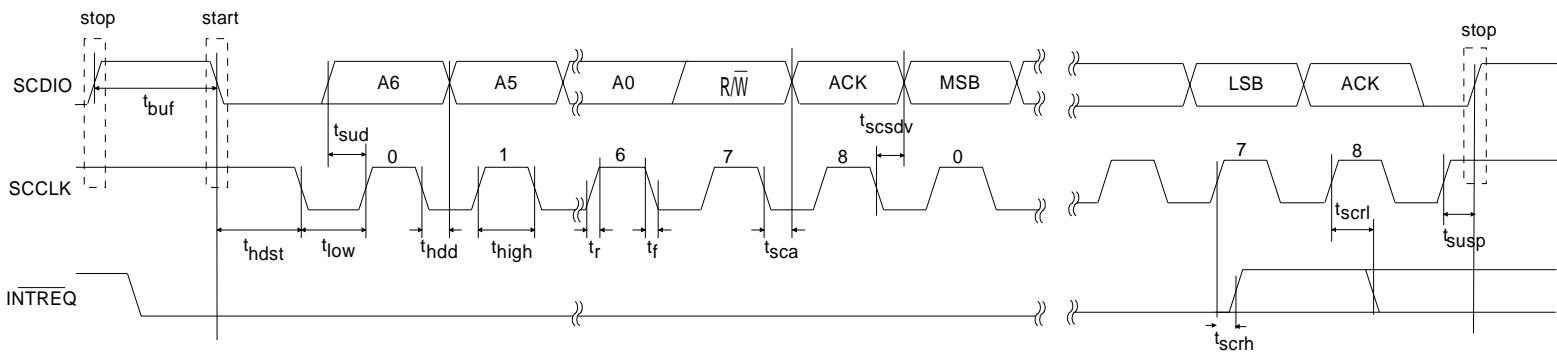 stop start stop
SCDIO A6 A5 A0 R/W ACK MSB LSB ACK
tbuf tsud tscsdv
0 1 6 7 8 0 7 8
SCCLK
thdst tlow thdd thigh tr tf tsca tscrl tsusp
INTREQ
tscrh